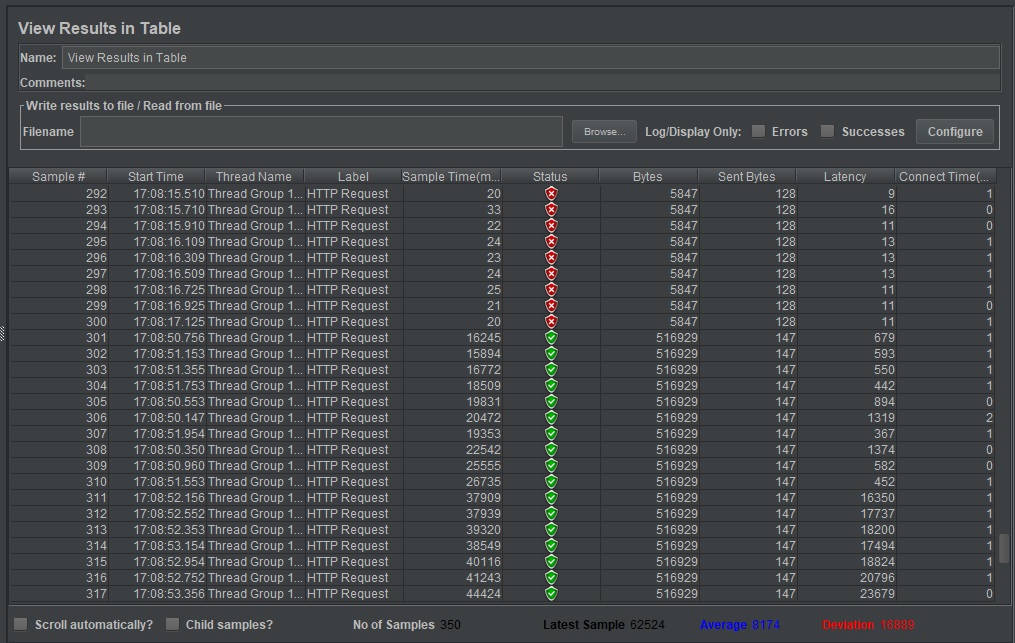 View Results in Table
Name: View Results in Table
Comments:
Write results to file / Read from file
Filename Browse... Log/Display Only: Errors Successes Configure
Sample # Start Time Thread Name Label Sample Time(m... Status Bytes Sent Bytes Latency Connect Time(...
292 17:08:15.510 Thread Group 1... HTTP Request 20 5847 128 9 1
293 17:08:15.710 Thread Group 1... HTTP Request 33 5847 128 16 0
294 17:08:15.910 Thread Group 1... HTTP Request 22 5847 128 11 0
295 17:08:16.109 Thread Group 1... HTTP Request 24 5847 128 13 1
296 17:08:16.309 Thread Group 1... HTTP Request 23 5847 128 13 1
297 17:08:16.509 Thread Group 1... HTTP Request 24 5847 128 13 1
298 17:08:16.725 Thread Group 1... HTTP Request 25 5847 128 11 1
299 17:08:16.925 Thread Group 1... HTTP Request 21 5847 128 11 0
300 17:08:17.125 Thread Group 1... HTTP Request 20 5847 128 11 1
301 17:08:50.756 Thread Group 1... HTTP Request 16245 516929 147 679 1
302 17:08:51.153 Thread Group 1... HTTP Request 15894 516929 147 593 1
303 17:08:51.355 Thread Group 1... HTTP Request 16772 516929 147 550 1
304 17:08:51.753 Thread Group 1... HTTP Request 18509 516929 147 442 1
305 17:08:50.553 Thread Group 1... HTTP Request 19831 516929 147 894 0
306 17:08:50.147 Thread Group 1... HTTP Request 20472 516929 147 1319 2
307 17:08:51.954 Thread Group 1... HTTP Request 19353 516929 147 367 1
308 17:08:50.350 Thread Group 1... HTTP Request 22542 516929 147 1374 0
309 17:08:50.960 Thread Group 1... HTTP Request 25555 516929 147 582 0
310 17:08:51.553 Thread Group 1... HTTP Request 26735 516929 147 452 1
311 17:08:52.156 Thread Group 1... HTTP Request 37909 516929 147 16350 1
312 17:08:52.552 Thread Group 1... HTTP Request 37939 516929 147 17737 1
313 17:08:52.353 Thread Group 1... HTTP Request 39320 516929 147 18200 1
314 17:08:53.154 Thread Group 1... HTTP Request 38549 516929 147 17494 1
315 17:08:52.954 Thread Group 1... HTTP Request 40116 516929 147 18824 1
316 17:08:52.752 Thread Group 1... HTTP Request 41243 516929 147 20796 1
317 17:08:53.356 Thread Group 1... HTTP Request 44424 516929 147 23679 0
Scroll automatically? Child samples? No of Samples 350 Latest Sample 62524 Average 8174 Deviation 16889